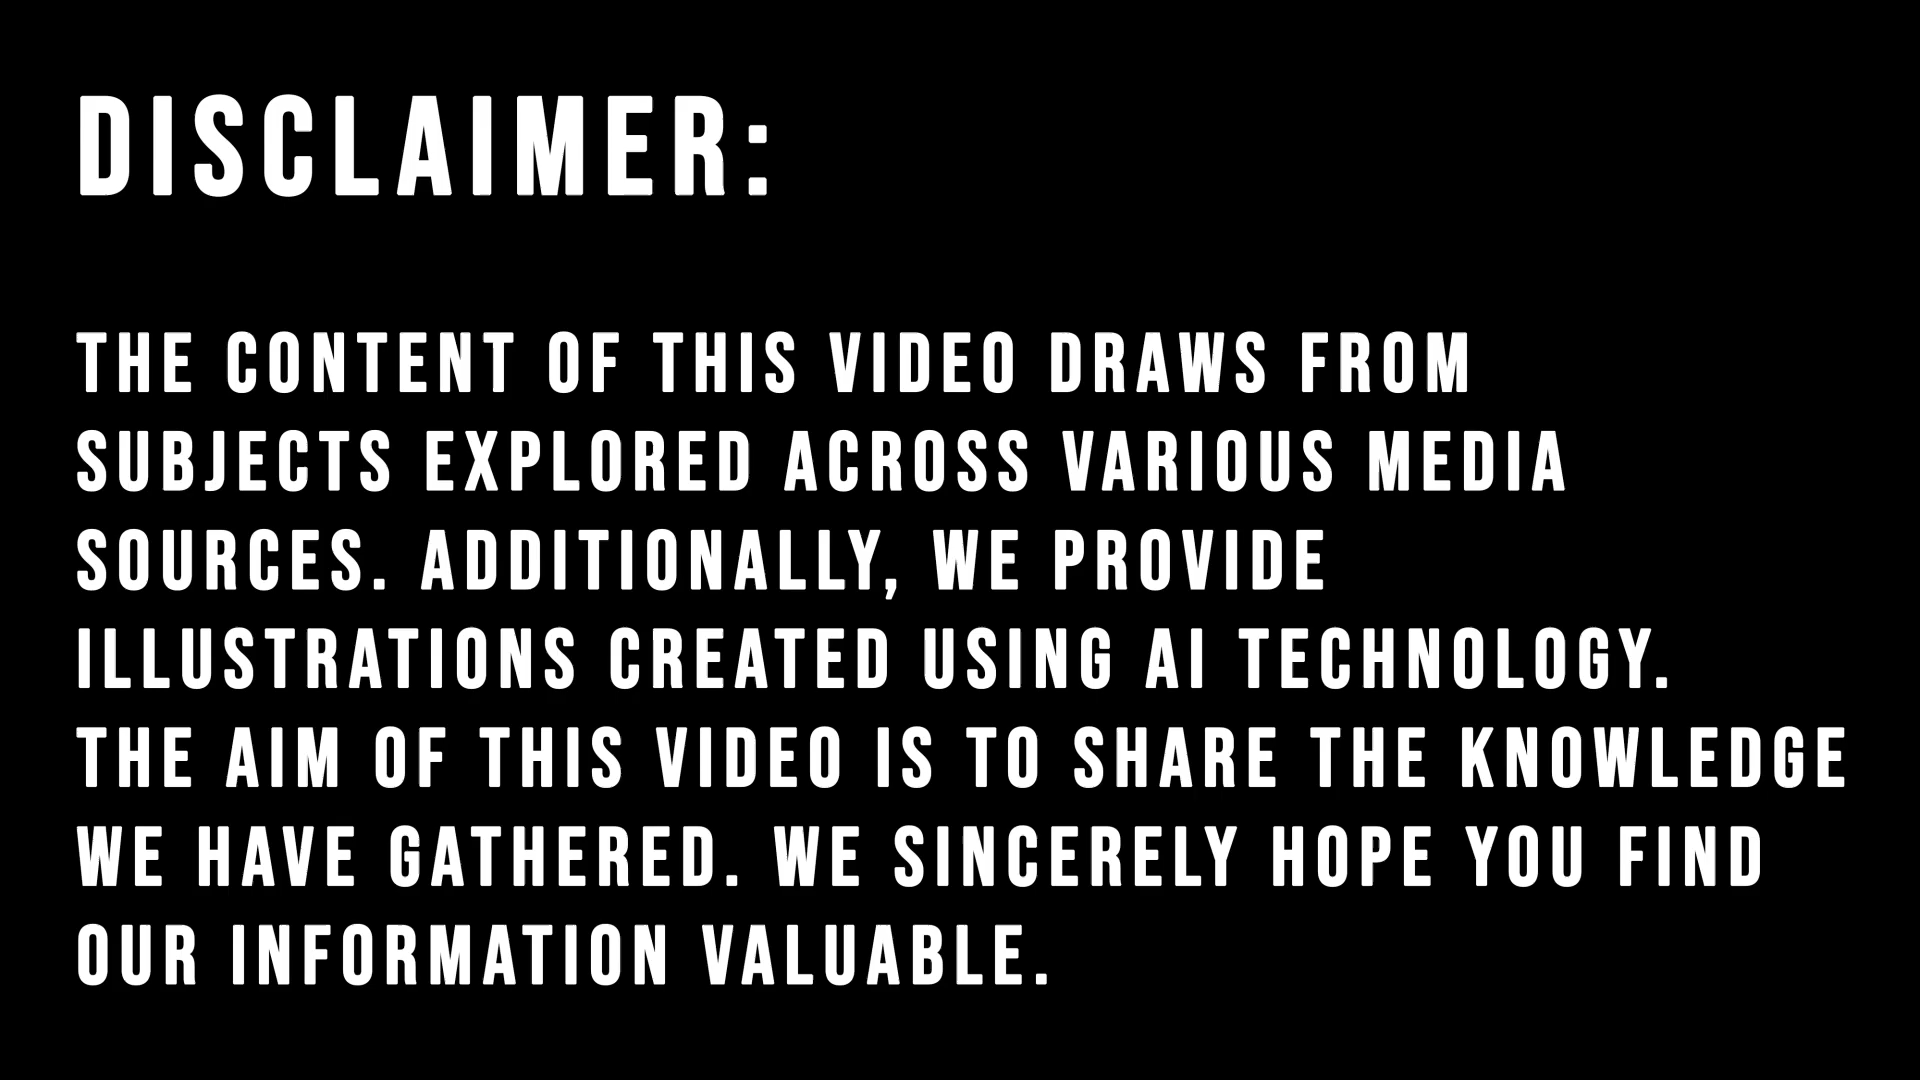 DISCLAIMER:
THE CONTENT OF THIS VIDEO DRAWS FROM
SUBJECTS EXPLORED ACROSS VARIOUS MEDIA
SOURCES. ADDITIONALLY, WE PROVIDE
ILLUSTRATIONS CREATED USING AI TECHNOLOGY.
THE AIM OF THIS VIDEO IS TO SHARE THE KNOWLEDGE
WE HAVE GATHERED. WE SINCERELY HOPE YOU FIND
OUR INFORMATION VALUABLE.